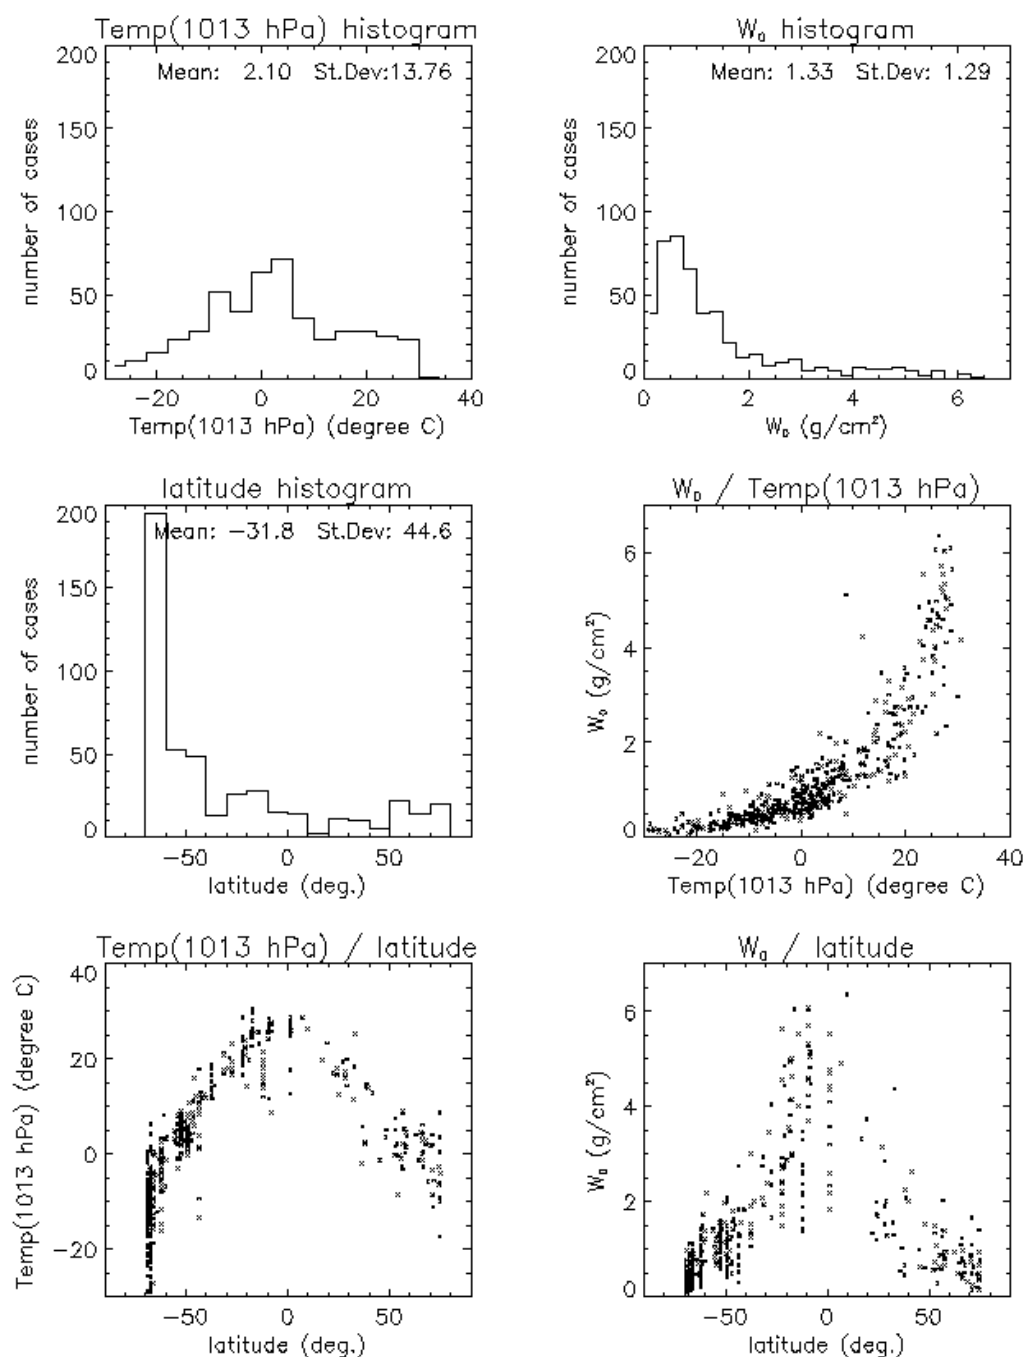 Temp(1013 hPa) histogram
Mean: 2.10 St.Dev:13.76
number of cases
200
150
100
50
0
−20 0 20 40
Temp(1013 hPa) (degree C)
W₀ histogram
Mean: 1.33 St.Dev: 1.29
number of cases
200
150
100
50
0
0 2 4 6
W₀ (g/cm²)
latitude histogram
Mean: −31.8 St.Dev: 44.6
number of cases
200
150
100
50
0
−50 0 50
latitude (deg.)
W₀ / Temp(1013 hPa)
W₀ (g/cm²)
6
4
2
0
−20 0 20 40
Temp(1013 hPa) (degree C)
Temp(1013 hPa) / latitude
Temp(1013 hPa) (degree C)
40
20
0
−20
−50 0 50
latitude (deg.)
W₀ / latitude
W₀ (g/cm²)
6
4
2
0
−50 0 50
latitude (deg.)